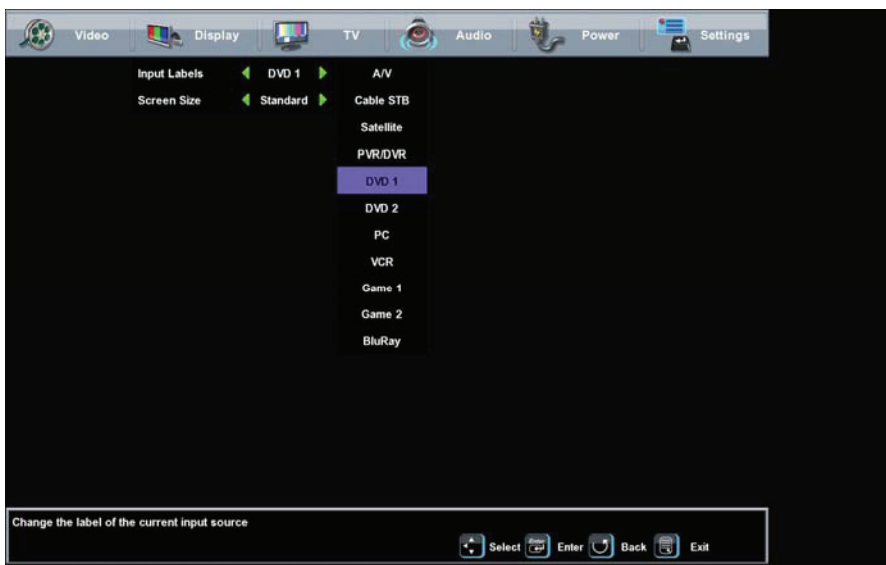 Video Display TV Audio Power Settings
Input Labels DVD 1 A/V
Screen Size Standard Cable STB
Satellite
PVR/DVR
DVD 1
DVD 2
PC
VCR
Game 1
Game 2
BluRay
Change the label of the current input source
Select Enter Enter Back Exit